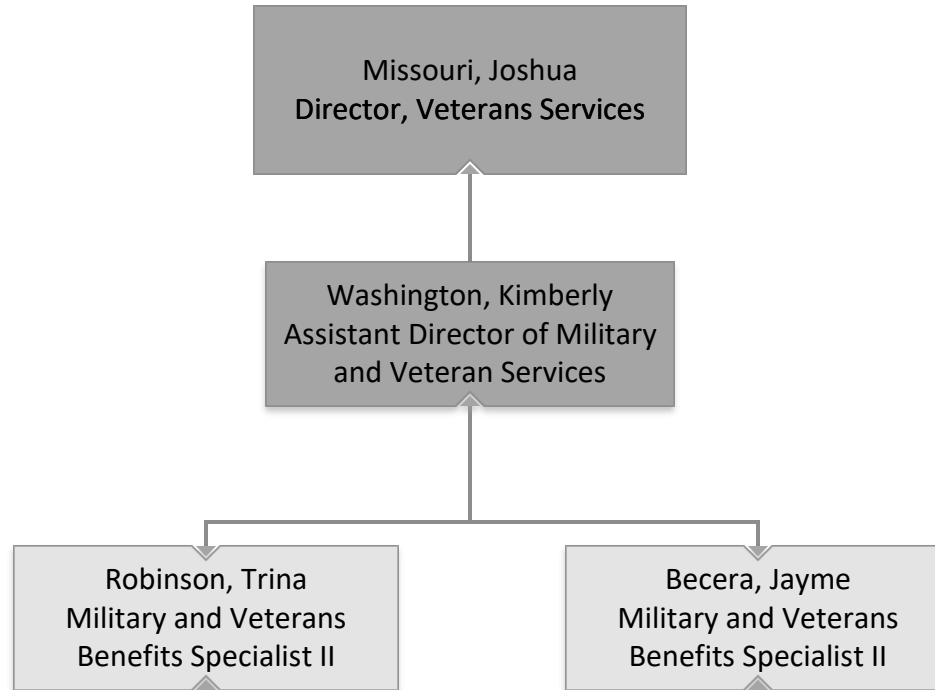 Missouri, Joshua
Director, Veterans Services
Washington, Kimberly
Assistant Director of Military
and Veteran Services
Robinson, Trina
Military and Veterans
Benefits Specialist II
Becera, Jayme
Military and Veterans
Benefits Specialist II